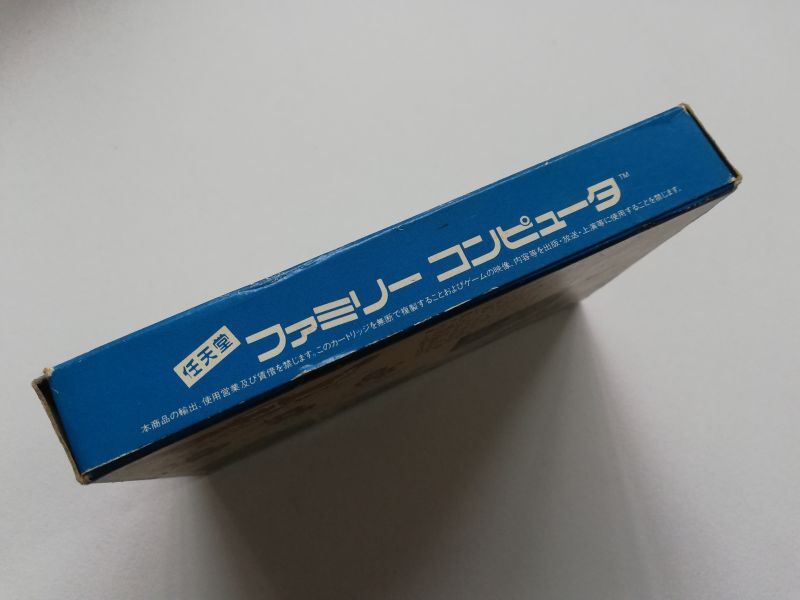 任天堂 ファミリー コンピュータ™
本商品の輸出、使用営業及び賃借を禁じます。このカートリッジを無断で複製することおよびゲームの映像、内容等を出版・放送・上演等に使用することを禁じます。